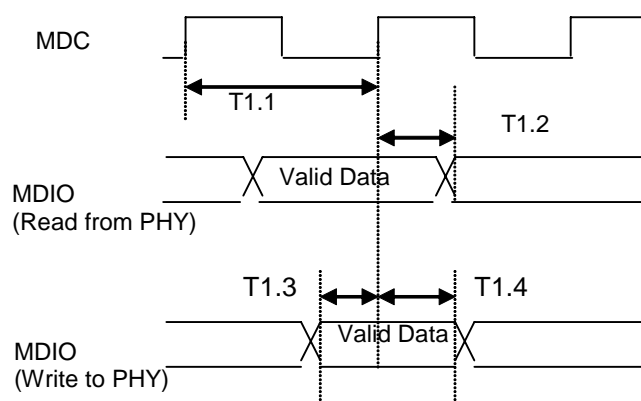 MDC
T1.1
T1.2
Valid Data
MDIO
(Read from PHY)
T1.3
T1.4
Valid Data
MDIO
(Write to PHY)